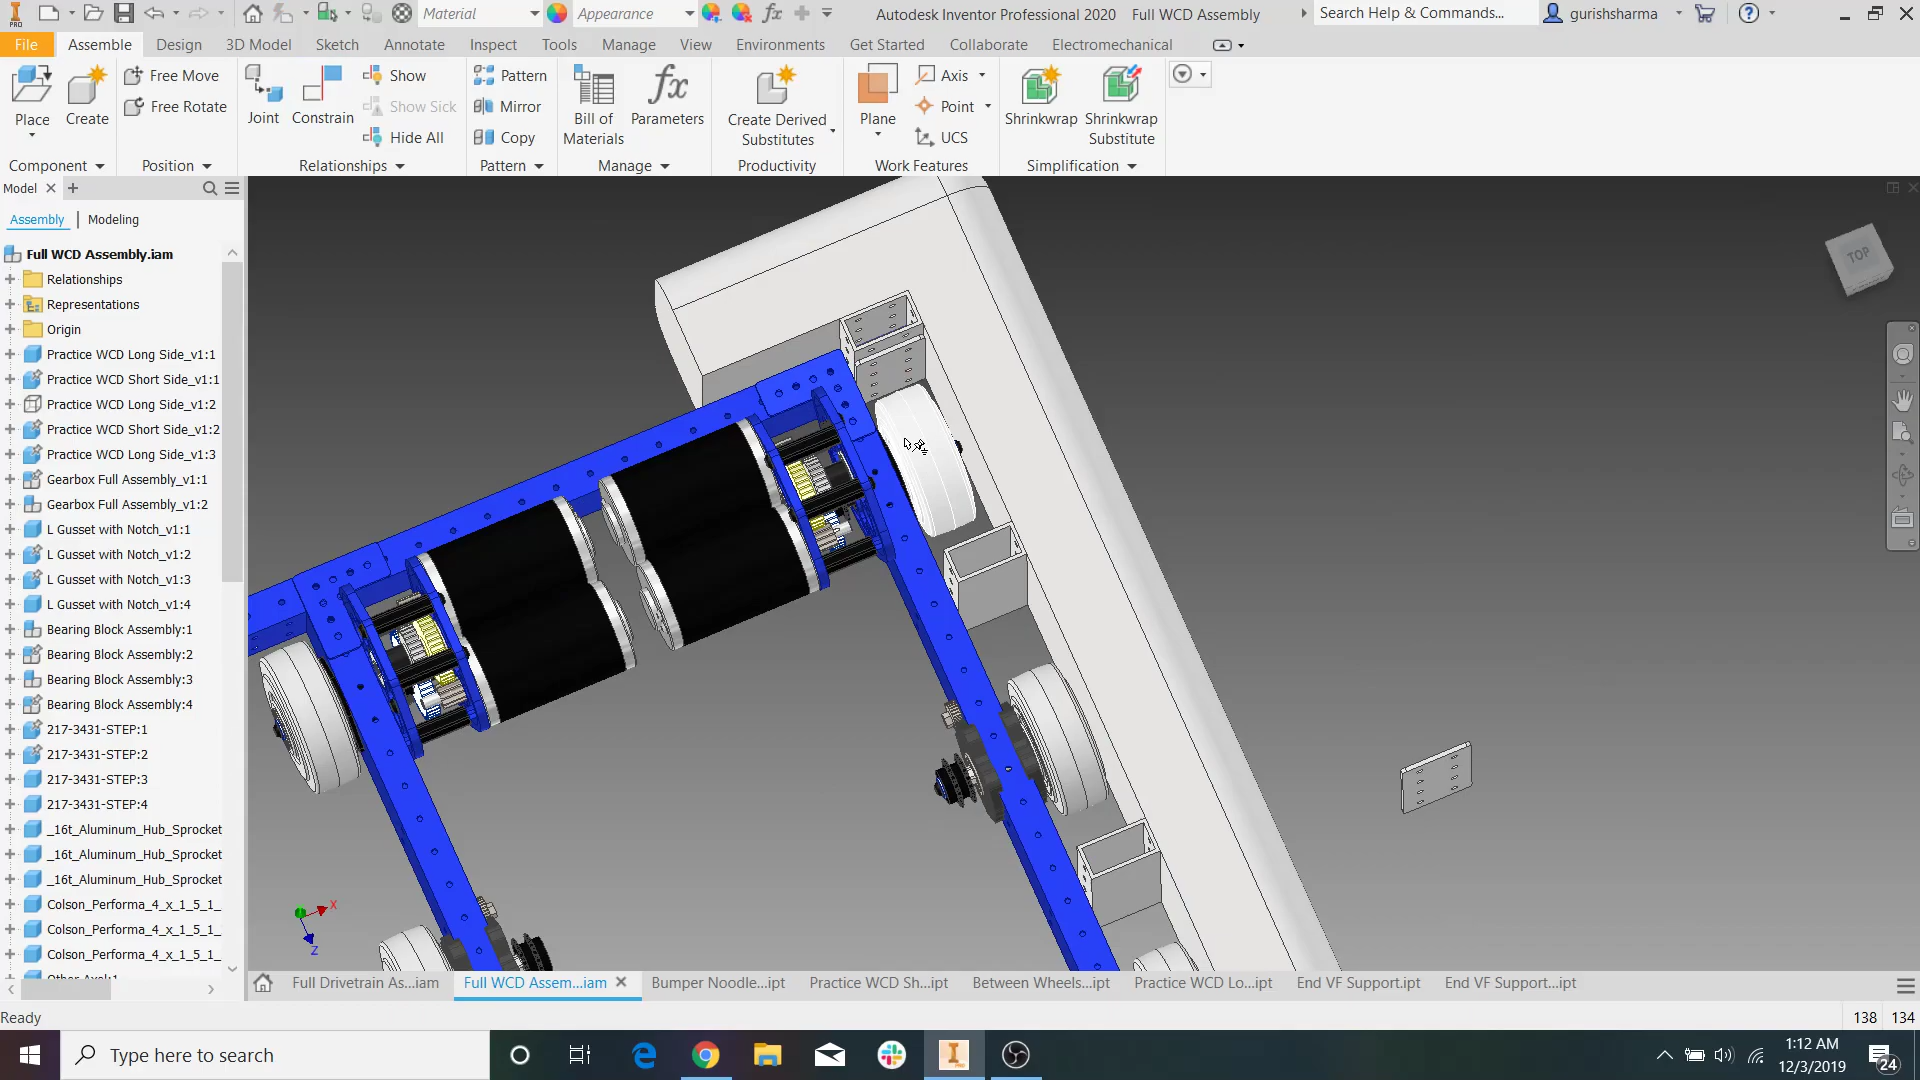 PRO
Material
Appearance
Autodesk Inventor Professional 2020 Full WCD Assembly
Search Help & Commands...
gurishsharma
File
Assemble
Design
3D Model
Sketch
Annotate
Inspect
Tools
Manage
View
Environments
Get Started
Collaborate
Electromechanical
Place
Create
Free Move
Free Rotate
Component
Position
Joint
Constrain
Show
Show Sick
Hide All
Relationships
Pattern
Mirror
Copy
Pattern
Bill of
Materials
Parameters
Manage
Create Derived
Substitutes
Productivity
Plane
Axis
Point
UCS
Work Features
Shrinkwrap
Shrinkwrap
Substitute
Simplification
Model
Assembly
Modeling
Full WCD Assembly.iam
Relationships
Representations
Origin
Practice WCD Long Side_v1:1
Practice WCD Short Side_v1:1
Practice WCD Long Side_v1:2
Practice WCD Short Side_v1:2
Practice WCD Long Side_v1:3
Gearbox Full Assembly_v1:1
Gearbox Full Assembly_v1:2
L Gusset with Notch_v1:1
L Gusset with Notch_v1:2
L Gusset with Notch_v1:3
L Gusset with Notch_v1:4
Bearing Block Assembly:1
Bearing Block Assembly:2
Bearing Block Assembly:3
Bearing Block Assembly:4
217-3431-STEP:1
217-3431-STEP:2
217-3431-STEP:3
217-3431-STEP:4
_16t_Aluminum_Hub_Sprocket
_16t_Aluminum_Hub_Sprocket
_16t_Aluminum_Hub_Sprocket
Colson_Performa_4_x_1_5_1_
Colson_Performa_4_x_1_5_1_
Colson_Performa_4_x_1_5_1_
TOP
X
Z
Full Drivetrain As...iam
Full WCD Assem...iam
Bumper Noodle...ipt
Practice WCD Sh...ipt
Between Wheels...ipt
Practice WCD Lo...ipt
End VF Support.ipt
End VF Support...ipt
Ready
138 134
Type here to search
1:12 AM
12/3/2019
24